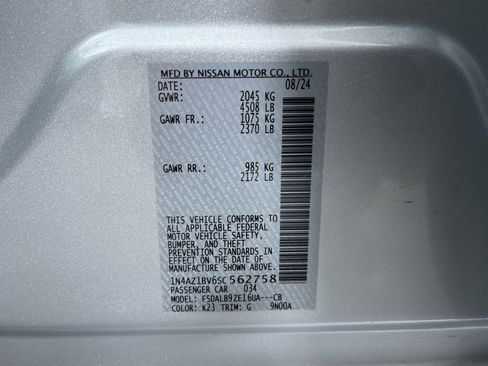 MFD BY NISSAN MOTOR CO., LTD.
DATE: 08/24
GVWR: 2045 KG
4508 LB
GAWR FR.: 1075 KG
2370 LB
GAWR RR.: 985 KG
2172 LB
THIS VEHICLE CONFORMS TO
ALL APPLICABLE FEDERAL
MOTOR VEHICLE SAFETY,
BUMPER, AND THEFT
PREVENTION STANDARDS IN
EFFECT ON THE DATE OF
MANUFACTURE SHOWN ABOVE.
1N4AZ1BV6SC562758
PASSENGER CAR 034
MODEL: FSDALB9ZE16UA---CB
COLOR: K23 TRIM: G 9N00A